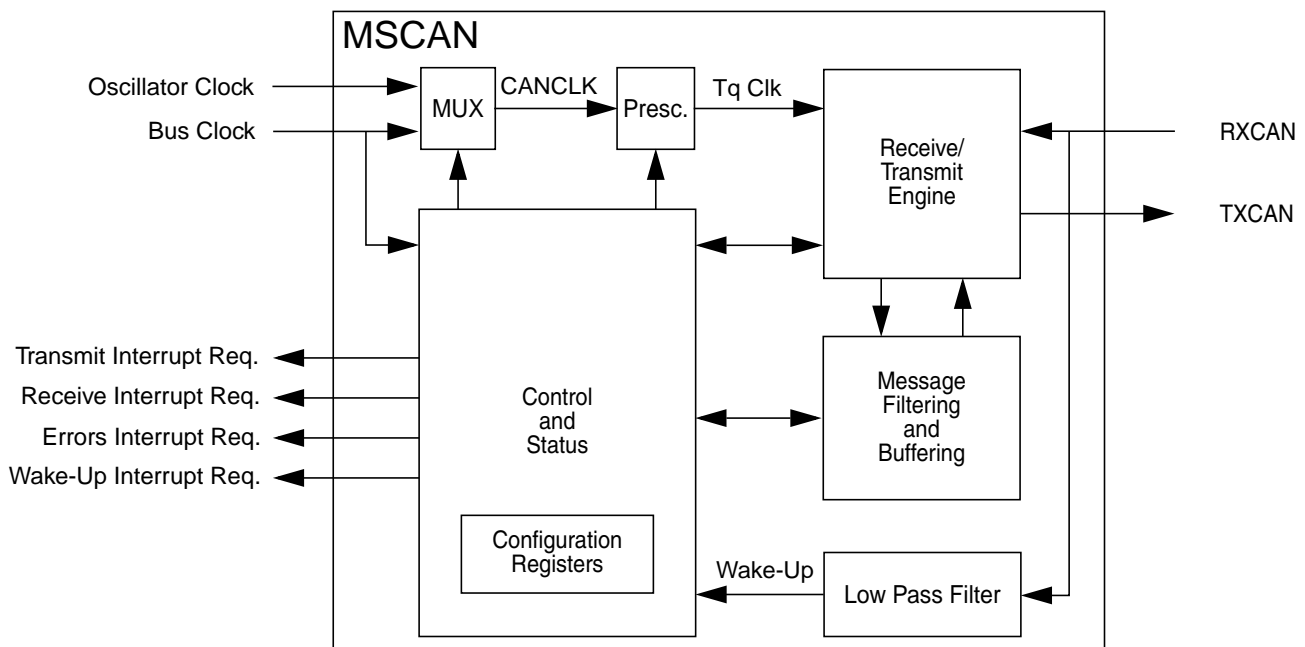 MSCAN
Oscillator Clock
Bus Clock
MUX
CANCLK
Presc.
Tq Clk
Receive/
Transmit
Engine
RXCAN
TXCAN
Transmit Interrupt Req.
Receive Interrupt Req.
Errors Interrupt Req.
Wake-Up Interrupt Req.
Control
and
Status
Message
Filtering
and
Buffering
Configuration
Registers
Wake-Up
Low Pass Filter